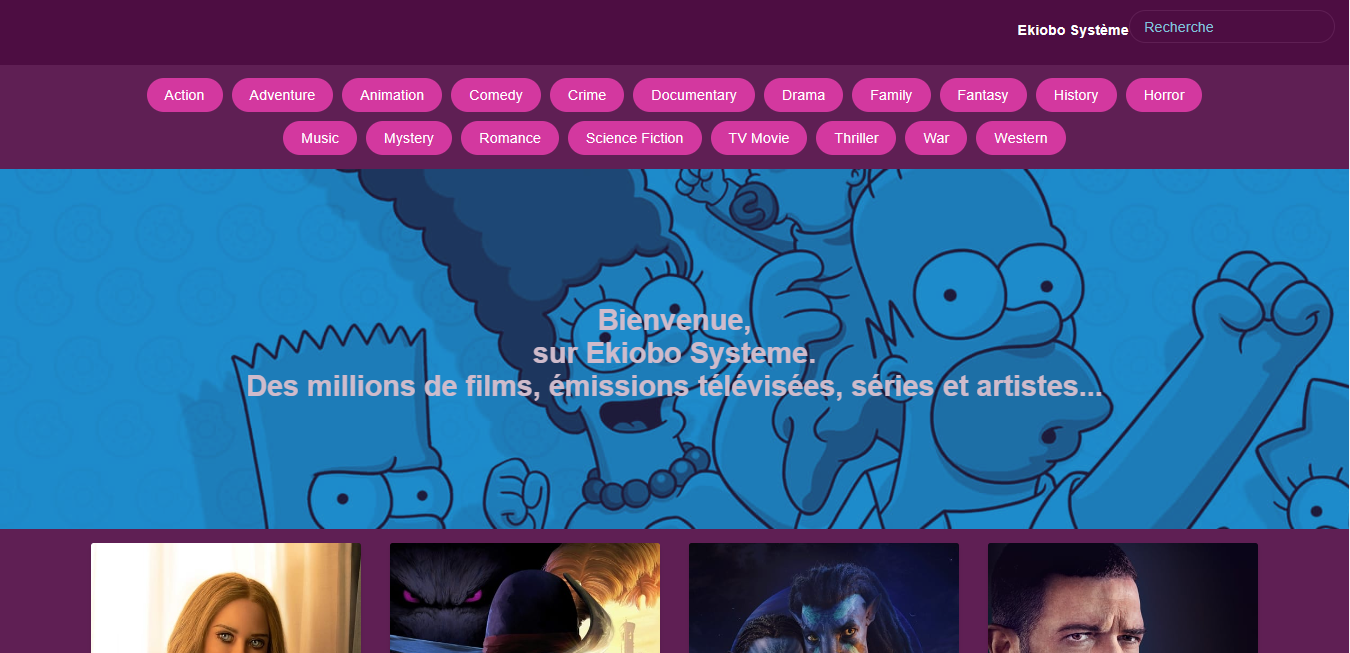 Ekiobo Système Recherche
Action Adventure Animation Comedy Crime Documentary Drama Family Fantasy History Horror
Music Mystery Romance Science Fiction TV Movie Thriller War Western
Bienvenue,
sur Ekiobo Systeme.
Des millions de films, émissions télévisées, séries et artistes...